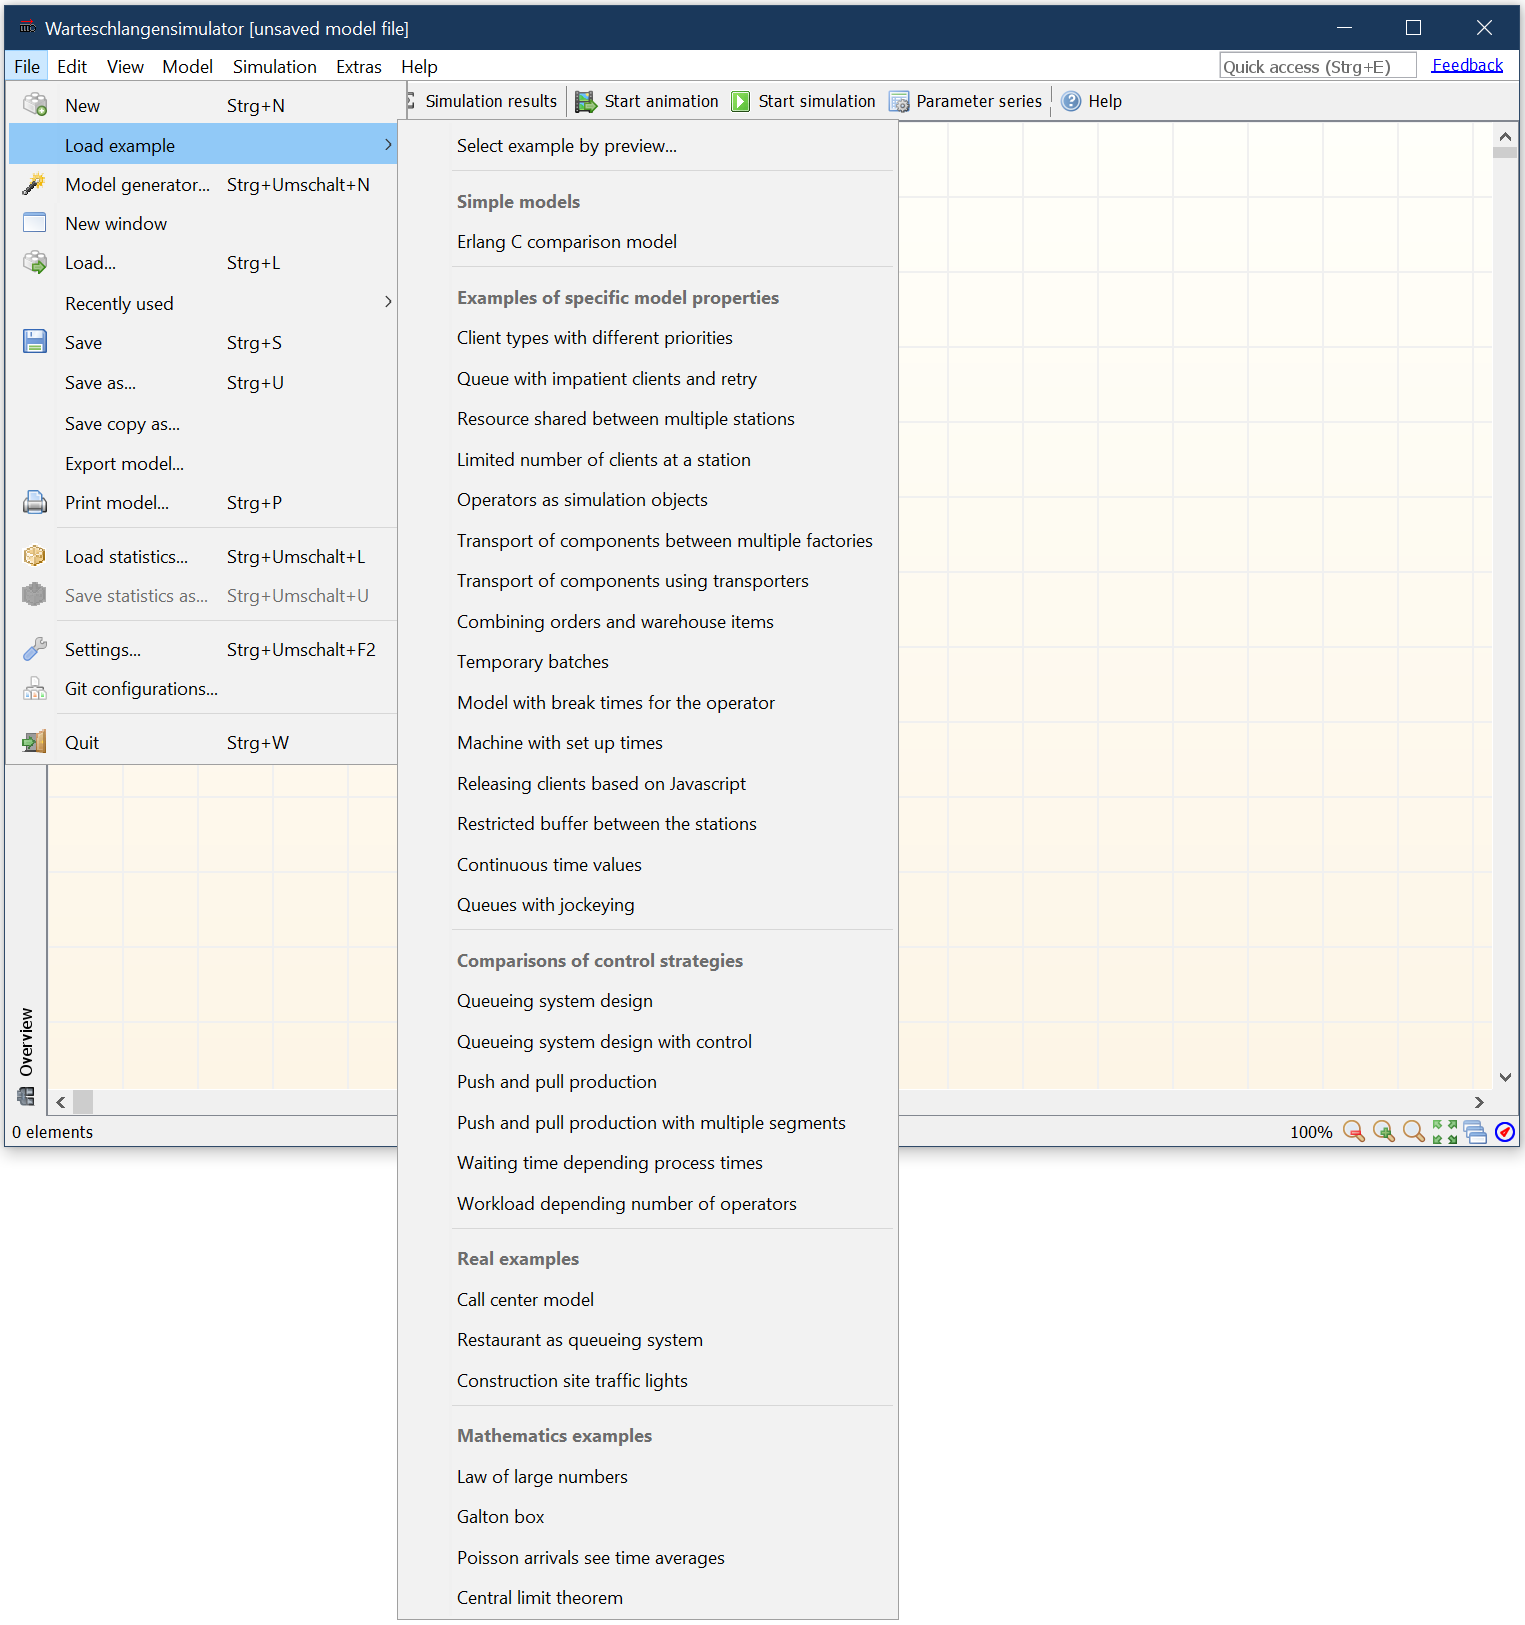 Warteschlangensimulator [unsaved model file]
File Edit View Model Simulation Extras Help Quick access (Strg+E) Feedback
Simulation results Start animation Start simulation Parameter series Help
New Strg+N
Load example
Model generator... Strg+Umschalt+N
New window
Load... Strg+L
Recently used
Save Strg+S
Save as... Strg+U
Save copy as...
Export model...
Print model... Strg+P
Load statistics... Strg+Umschalt+L
Save statistics as... Strg+Umschalt+U
Settings... Strg+Umschalt+F2
Git configurations...
Quit Strg+W
Select example by preview...
Simple models
Erlang C comparison model
Examples of specific model properties
Client types with different priorities
Queue with impatient clients and retry
Resource shared between multiple stations
Limited number of clients at a station
Operators as simulation objects
Transport of components between multiple factories
Transport of components using transporters
Combining orders and warehouse items
Temporary batches
Model with break times for the operator
Machine with set up times
Releasing clients based on Javascript
Restricted buffer between the stations
Continuous time values
Queues with jockeying
Comparisons of control strategies
Queueing system design
Queueing system design with control
Push and pull production
Push and pull production with multiple segments
Waiting time depending process times
Workload depending number of operators
Real examples
Call center model
Restaurant as queueing system
Construction site traffic lights
Mathematics examples
Law of large numbers
Galton box
Poisson arrivals see time averages
Central limit theorem
Overview
0 elements 100%